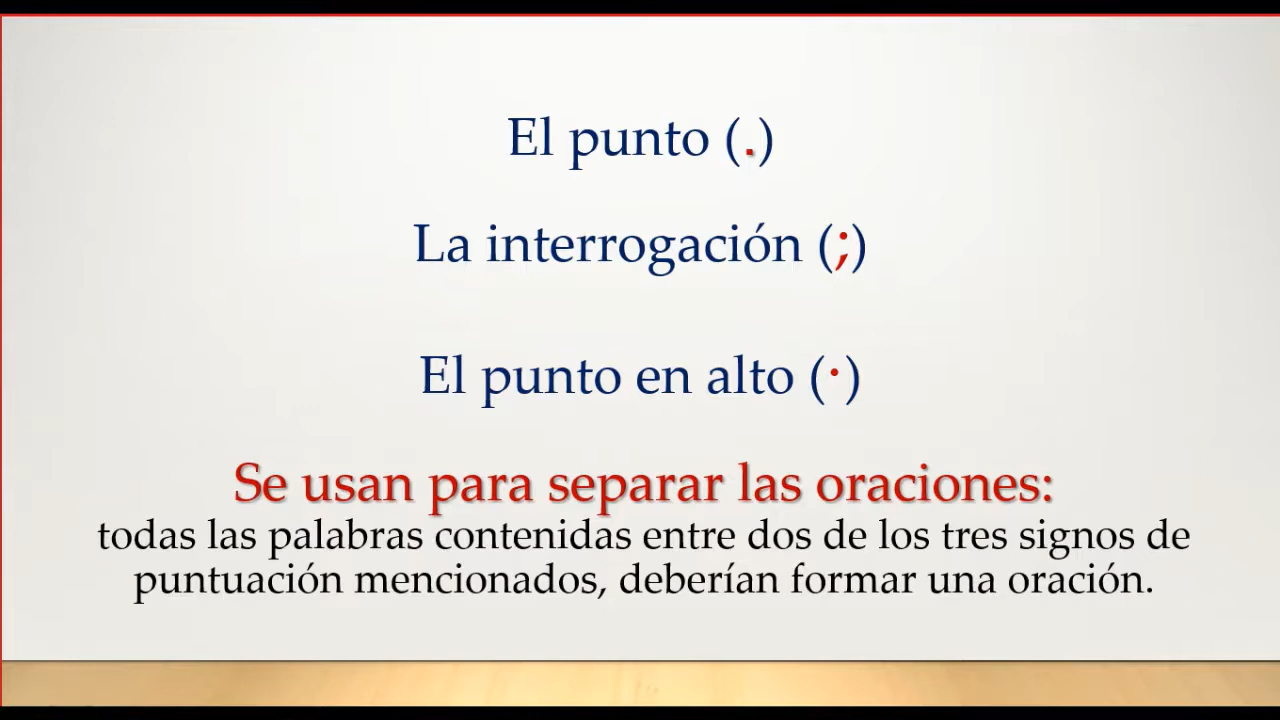 El punto (.)
La interrogación (;)
El punto en alto (·)
Se usan para separar las oraciones:
todas las palabras contenidas entre dos de los tres signos de
puntuación mencionados, deberían formar una oración.